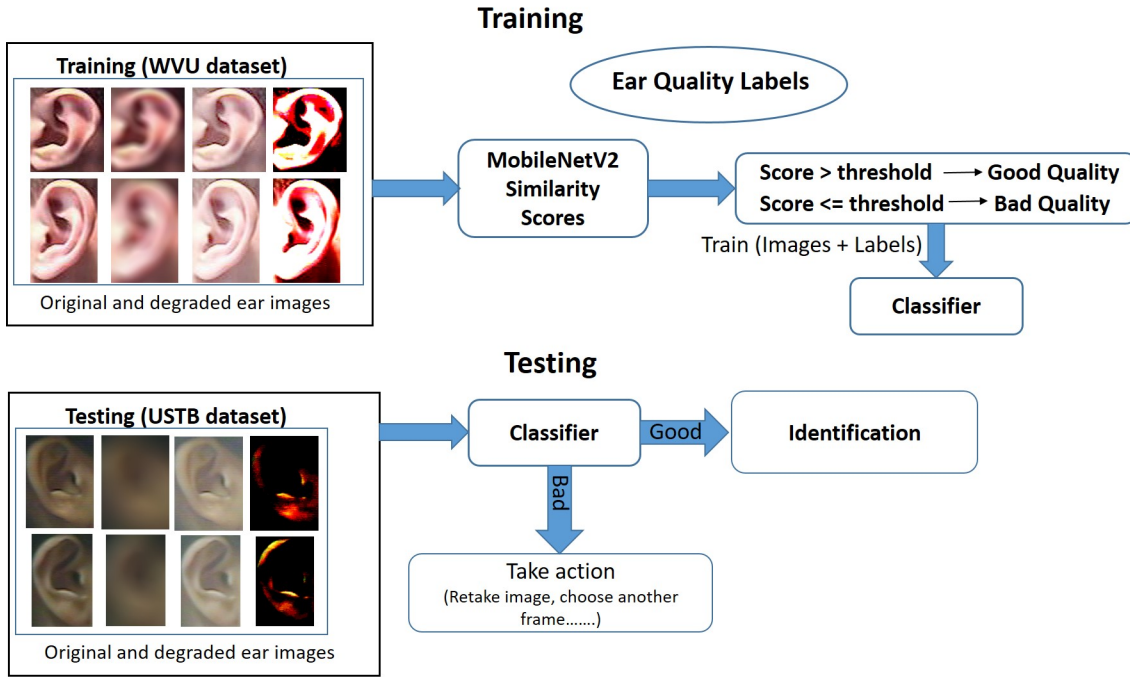 Training
Training (WVU dataset)
Original and degraded ear images
Ear Quality Labels
MobileNetV2
Similarity
Scores
Score > threshold → Good Quality
Score <= threshold → Bad Quality
Train (Images + Labels)
Classifier
Testing
Testing (USTB dataset)
Original and degraded ear images
Classifier
Good
Identification
Bad
Take action
(Retake image, choose another
frame.......)